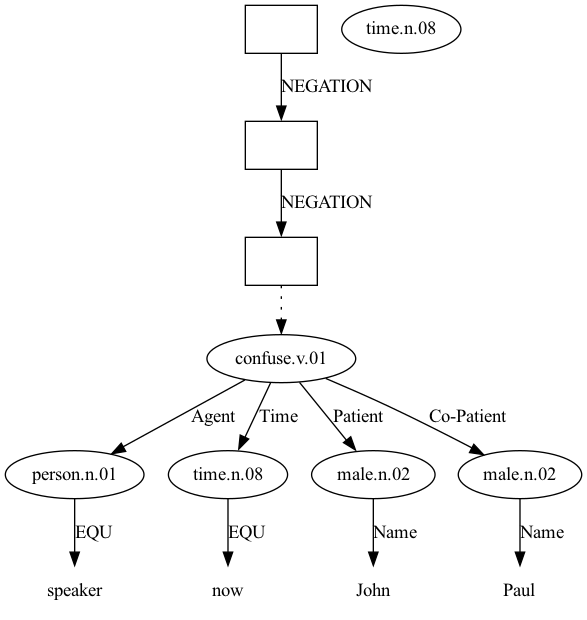 time.n.08
NEGATION
NEGATION
confuse.v.01
Agent Time Patient Co-Patient
person.n.01 time.n.08 male.n.02 male.n.02
EQU EQU Name Name
speaker now John Paul